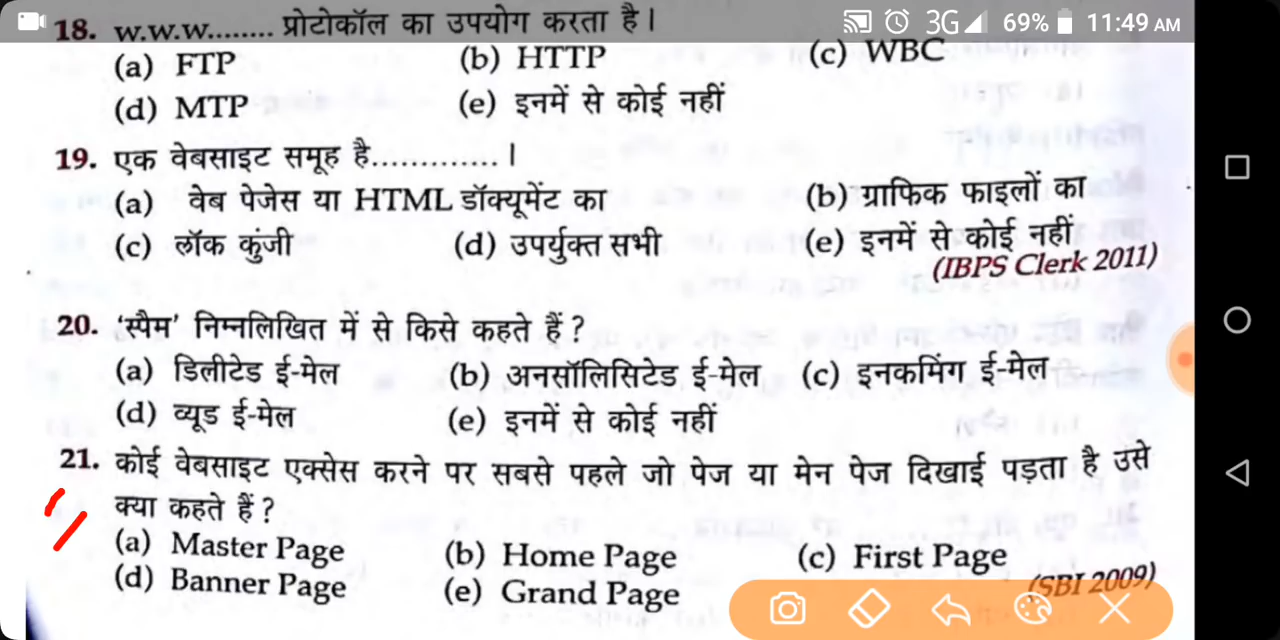 3G 69% 11:49 AM
18. w.w.w........ प्रोटोकॉल का उपयोग करता है।
(a) FTP (b) HTTP (c) WBC
(d) MTP (e) इनमें से कोई नहीं
19. एक वेबसाइट समूह है.............।
(a) वेब पेजेस या HTML डॉक्यूमेंट का (b) ग्राफिक फाइलों का
(c) लॉक कुंजी (d) उपर्युक्त सभी (e) इनमें से कोई नहीं
(IBPS Clerk 2011)
20. ‘स्पैम’ निम्नलिखित में से किसे कहते हैं?
(a) डिलीटेड ई-मेल (b) अनसॉलिसिटेड ई-मेल (c) इनकमिंग ई-मेल
(d) व्यूड ई-मेल (e) इनमें से कोई नहीं
21. कोई वेबसाइट एक्सेस करने पर सबसे पहले जो पेज या मेन पेज दिखाई पड़ता है उसे
क्या कहते हैं?
(a) Master Page (b) Home Page (c) First Page
(d) Banner Page (e) Grand Page (SBI 2009)